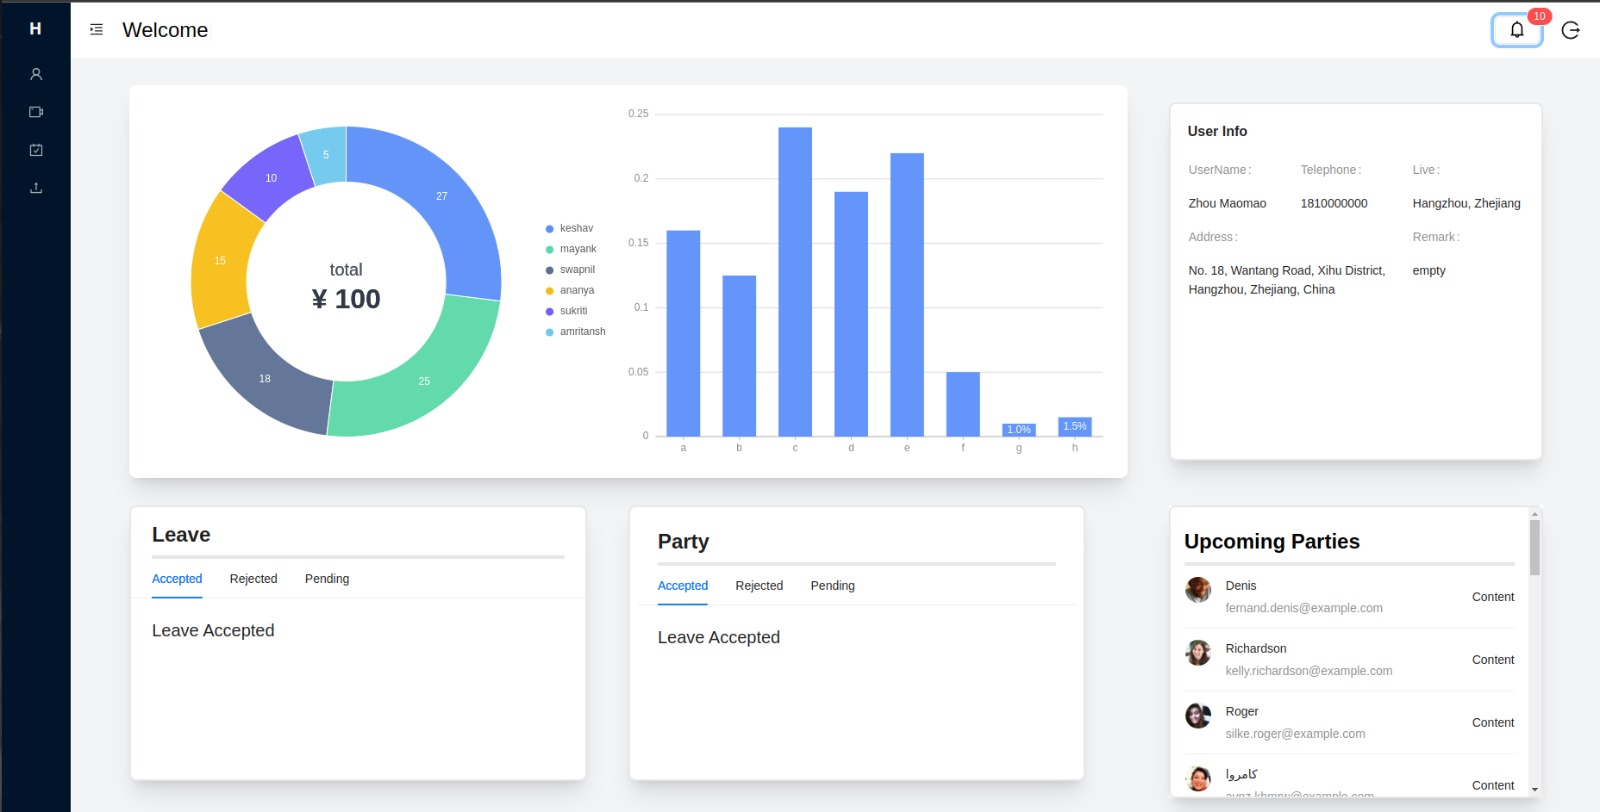 H
Welcome
10
5
10
27
15
18
25
total
¥ 100
keshav
mayank
swapnil
ananya
sukriti
amritansh
0.25
0.2
0.15
0.1
0.05
0
1.0%
1.5%
a b c d e f g h
User Info
UserName: Telephone: Live:
Zhou Maomao 1810000000 Hangzhou, Zhejiang
Address: Remark:
No. 18, Wantang Road, Xihu District, empty
Hangzhou, Zhejiang, China
Leave
Accepted Rejected Pending
Leave Accepted
Party
Accepted Rejected Pending
Leave Accepted
Upcoming Parties
Denis
fernand.denis@example.com
Content
Richardson
kelly.richardson@example.com
Content
Roger
silke.roger@example.com
Content
کامروا
Content